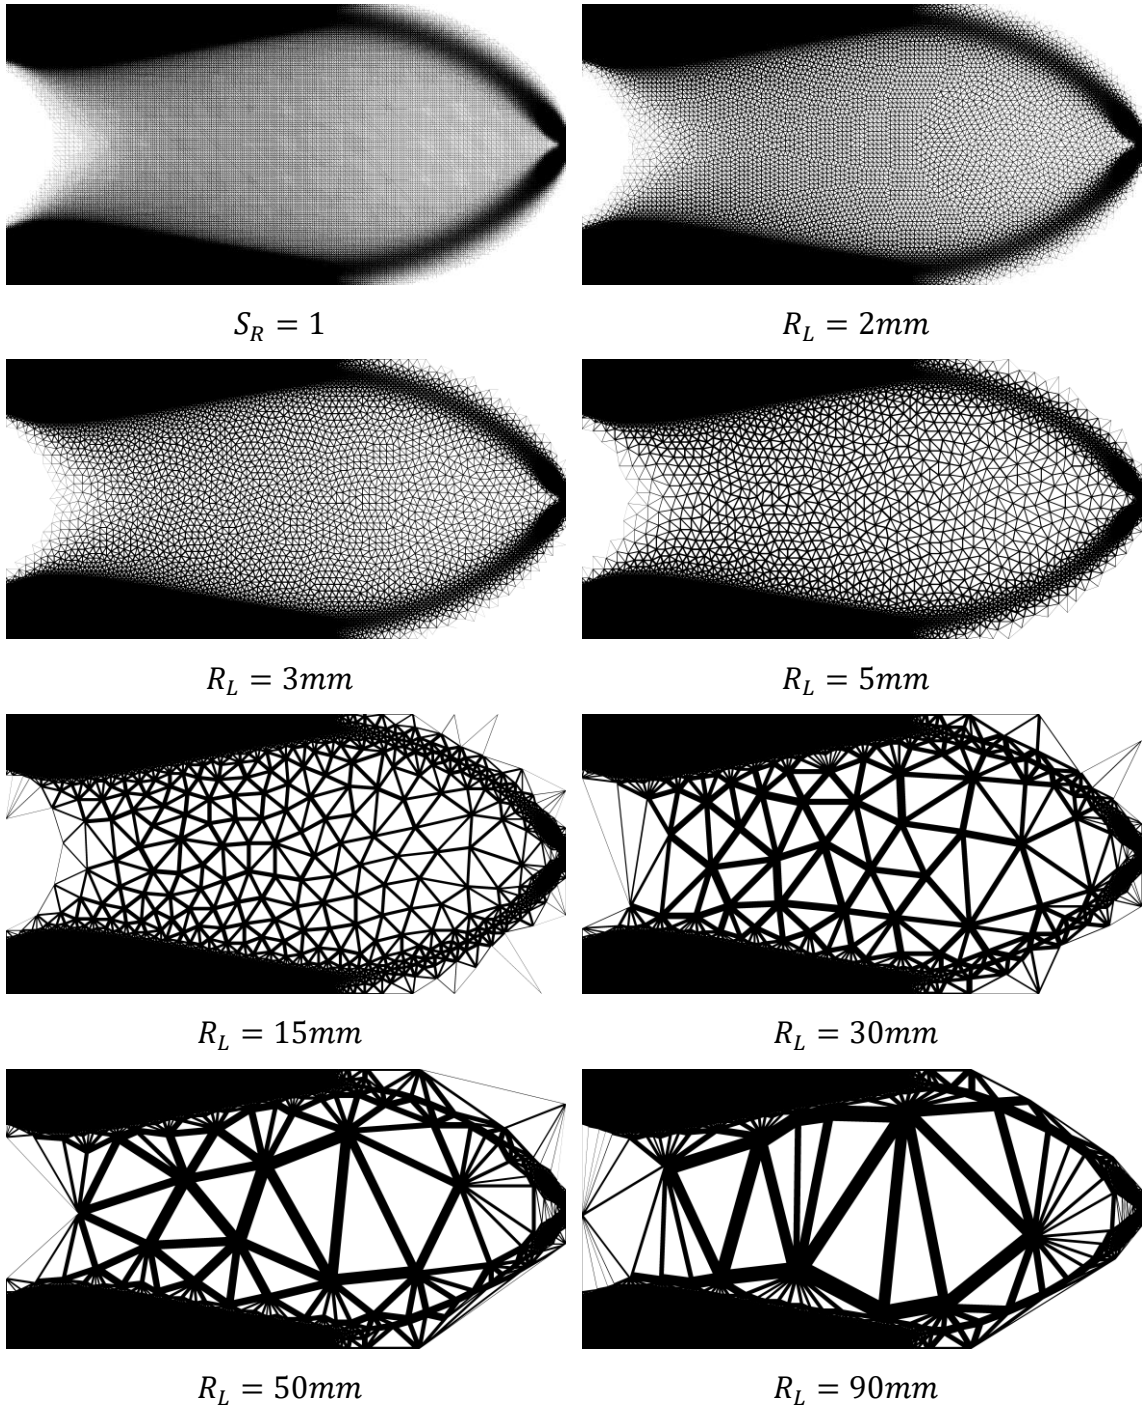 S_R = 1
R_L = 2mm
R_L = 3mm
R_L = 5mm
R_L = 15mm
R_L = 30mm
R_L = 50mm
R_L = 90mm